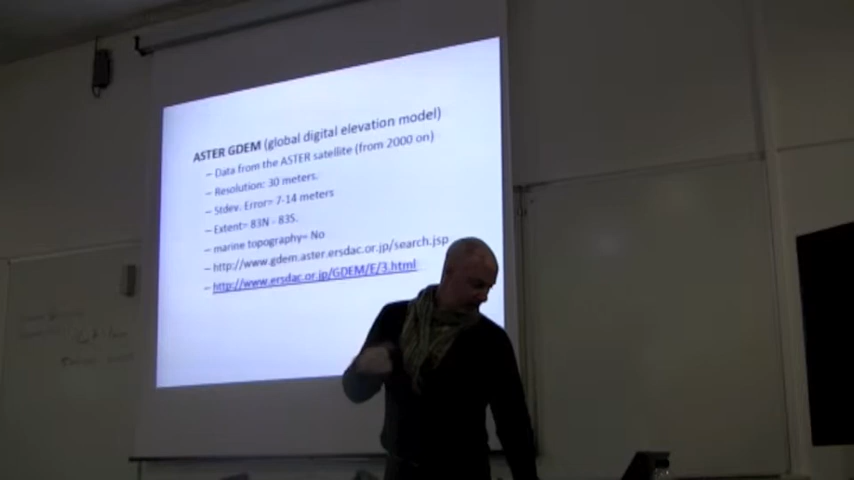 ASTER GDEM (global digital elevation model)
– Data from the ASTER satellite (from 2000 on)
– Resolution: 30 meters.
– Stdev. Error= 7-14 meters
– Extent= 83N - 83S.
– marine topography= No
– http://www.gdem.aster.ersdac.or.jp/search.jsp
– http://www.ersdac.or.jp/GDEM/E/3.html